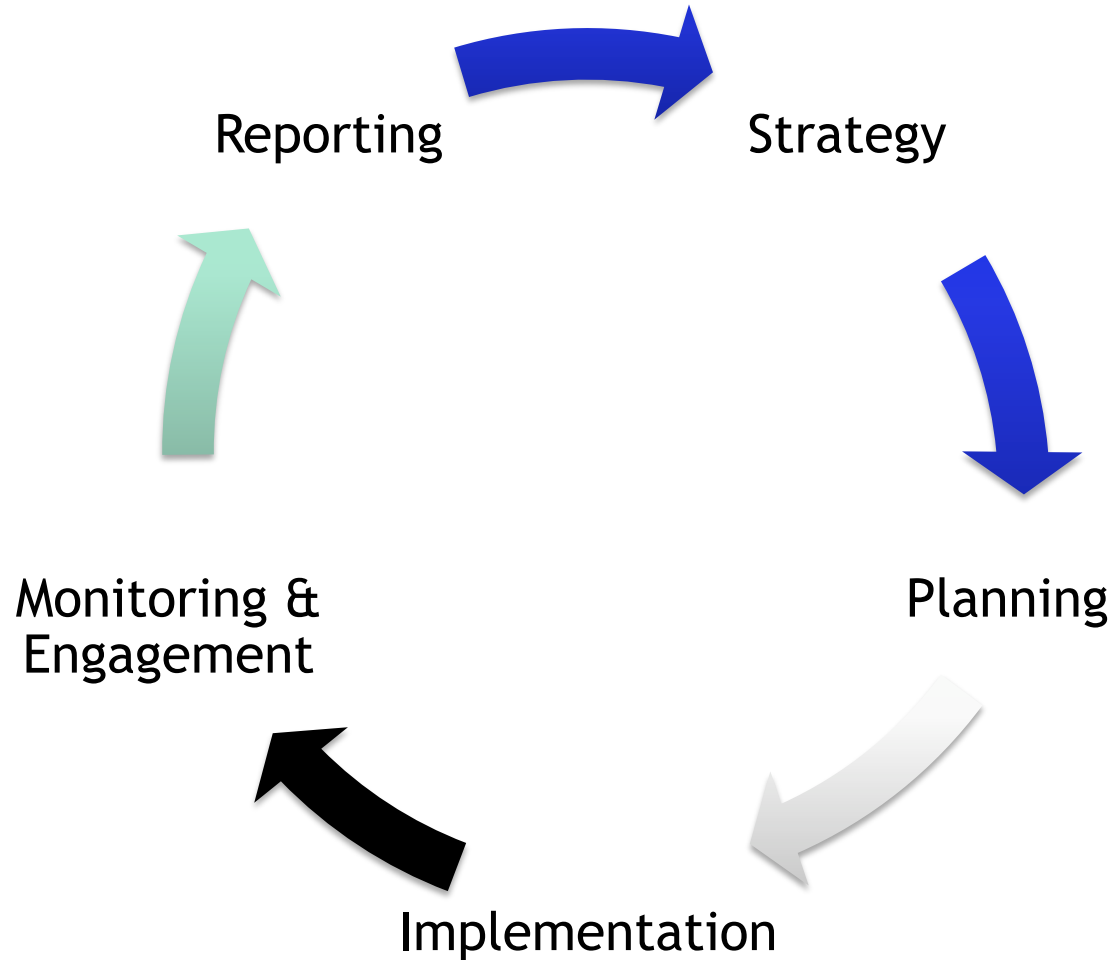 Reporting
Strategy
Monitoring &
Engagement
Planning
Implementation